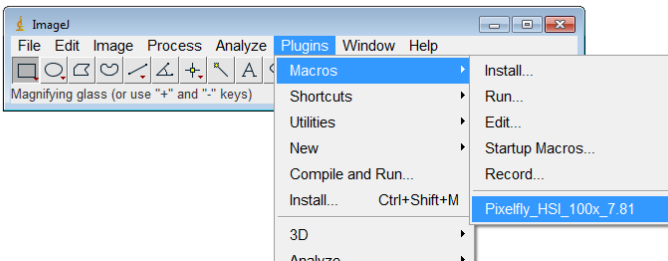 ImageJ
File Edit Image Process Analyze Plugins Window Help
A
Magnifying glass (or use "+" and "-" keys)
Macros
Shortcuts
Utilities
New
Compile and Run...
Install... Ctrl+Shift+M
3D
Analyze
Install...
Run...
Edit...
Startup Macros...
Record...
Pixelfly_HSI_100x_7.81